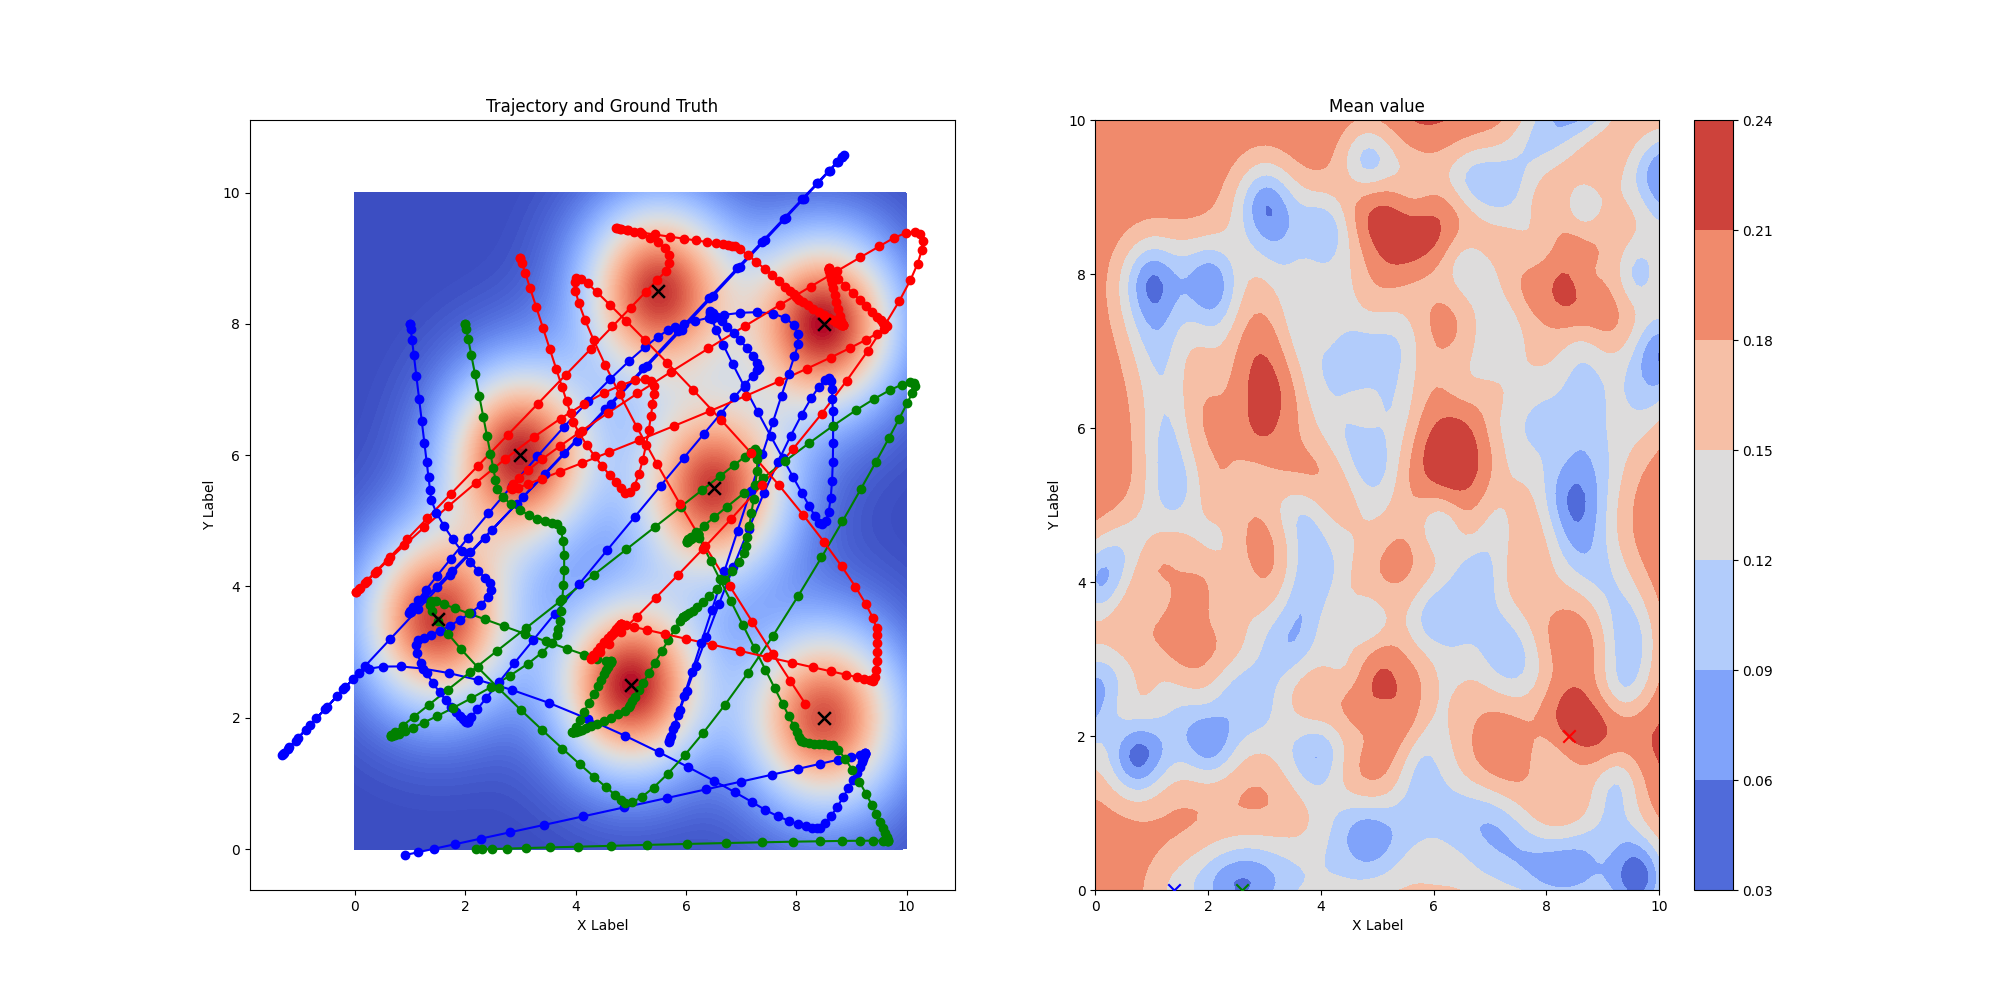 Trajectory and Ground Truth
10
8
6
4
2
0
Y Label
0 2 4 6 8 10
X Label
Mean value
10
8
6
4
2
0
Y Label
0 2 4 6 8 10
X Label
0.24
0.21
0.18
0.15
0.12
0.09
0.06
0.03